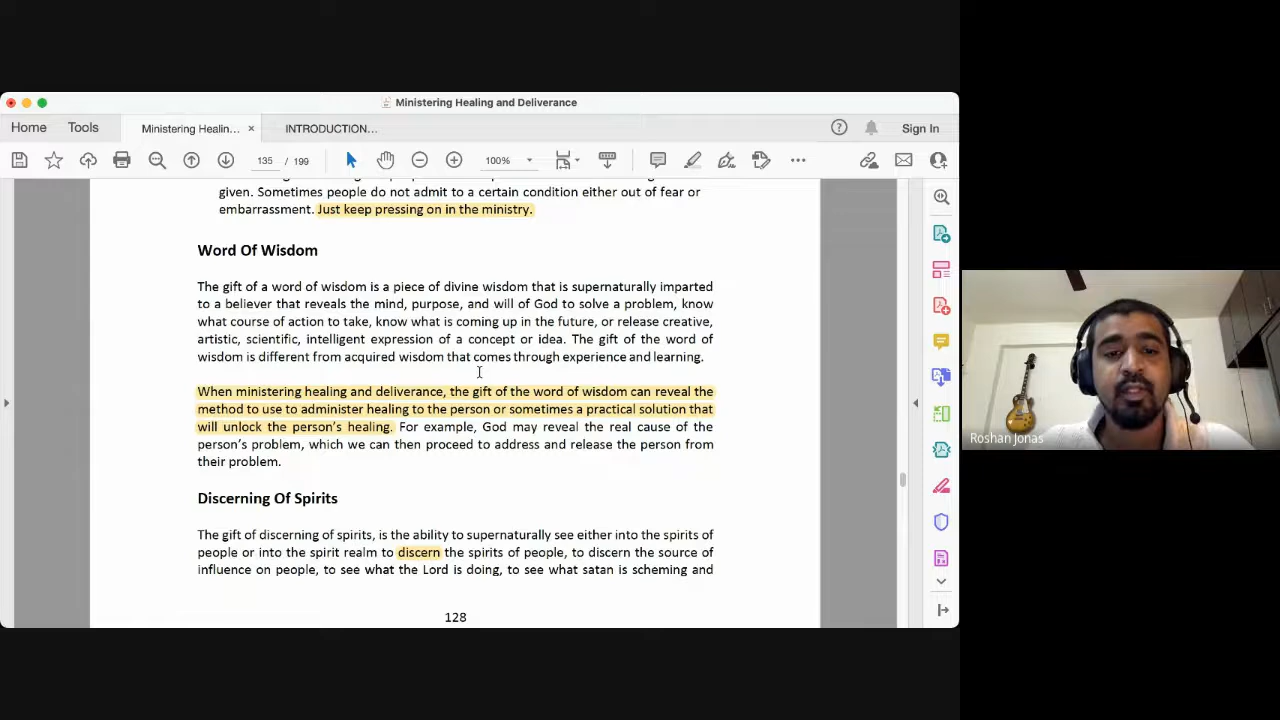 Ministering Healing and Deliverance
Home Tools Ministering Healin... × INTRODUCTION... Sign In
135 / 199 100%
given. Sometimes people do not admit to a certain condition either out of fear or
embarrassment. Just keep pressing on in the ministry.
Word Of Wisdom
The gift of a word of wisdom is a piece of divine wisdom that is supernaturally imparted
to a believer that reveals the mind, purpose, and will of God to solve a problem, know
what course of action to take, know what is coming up in the future, or release creative,
artistic, scientific, intelligent expression of a concept or idea. The gift of the word of
wisdom is different from acquired wisdom that comes through experience and learning.
When ministering healing and deliverance, the gift of the word of wisdom can reveal the
method to use to administer healing to the person or sometimes a practical solution that
will unlock the person's healing. For example, God may reveal the real cause of the
person's problem, which we can then proceed to address and release the person from
their problem.
Discerning Of Spirits
The gift of discerning of spirits, is the ability to supernaturally see either into the spirits of
people or into the spirit realm to discern the spirits of people, to discern the source of
influence on people, to see what the Lord is doing, to see what satan is scheming and
128
Roshan Jonas